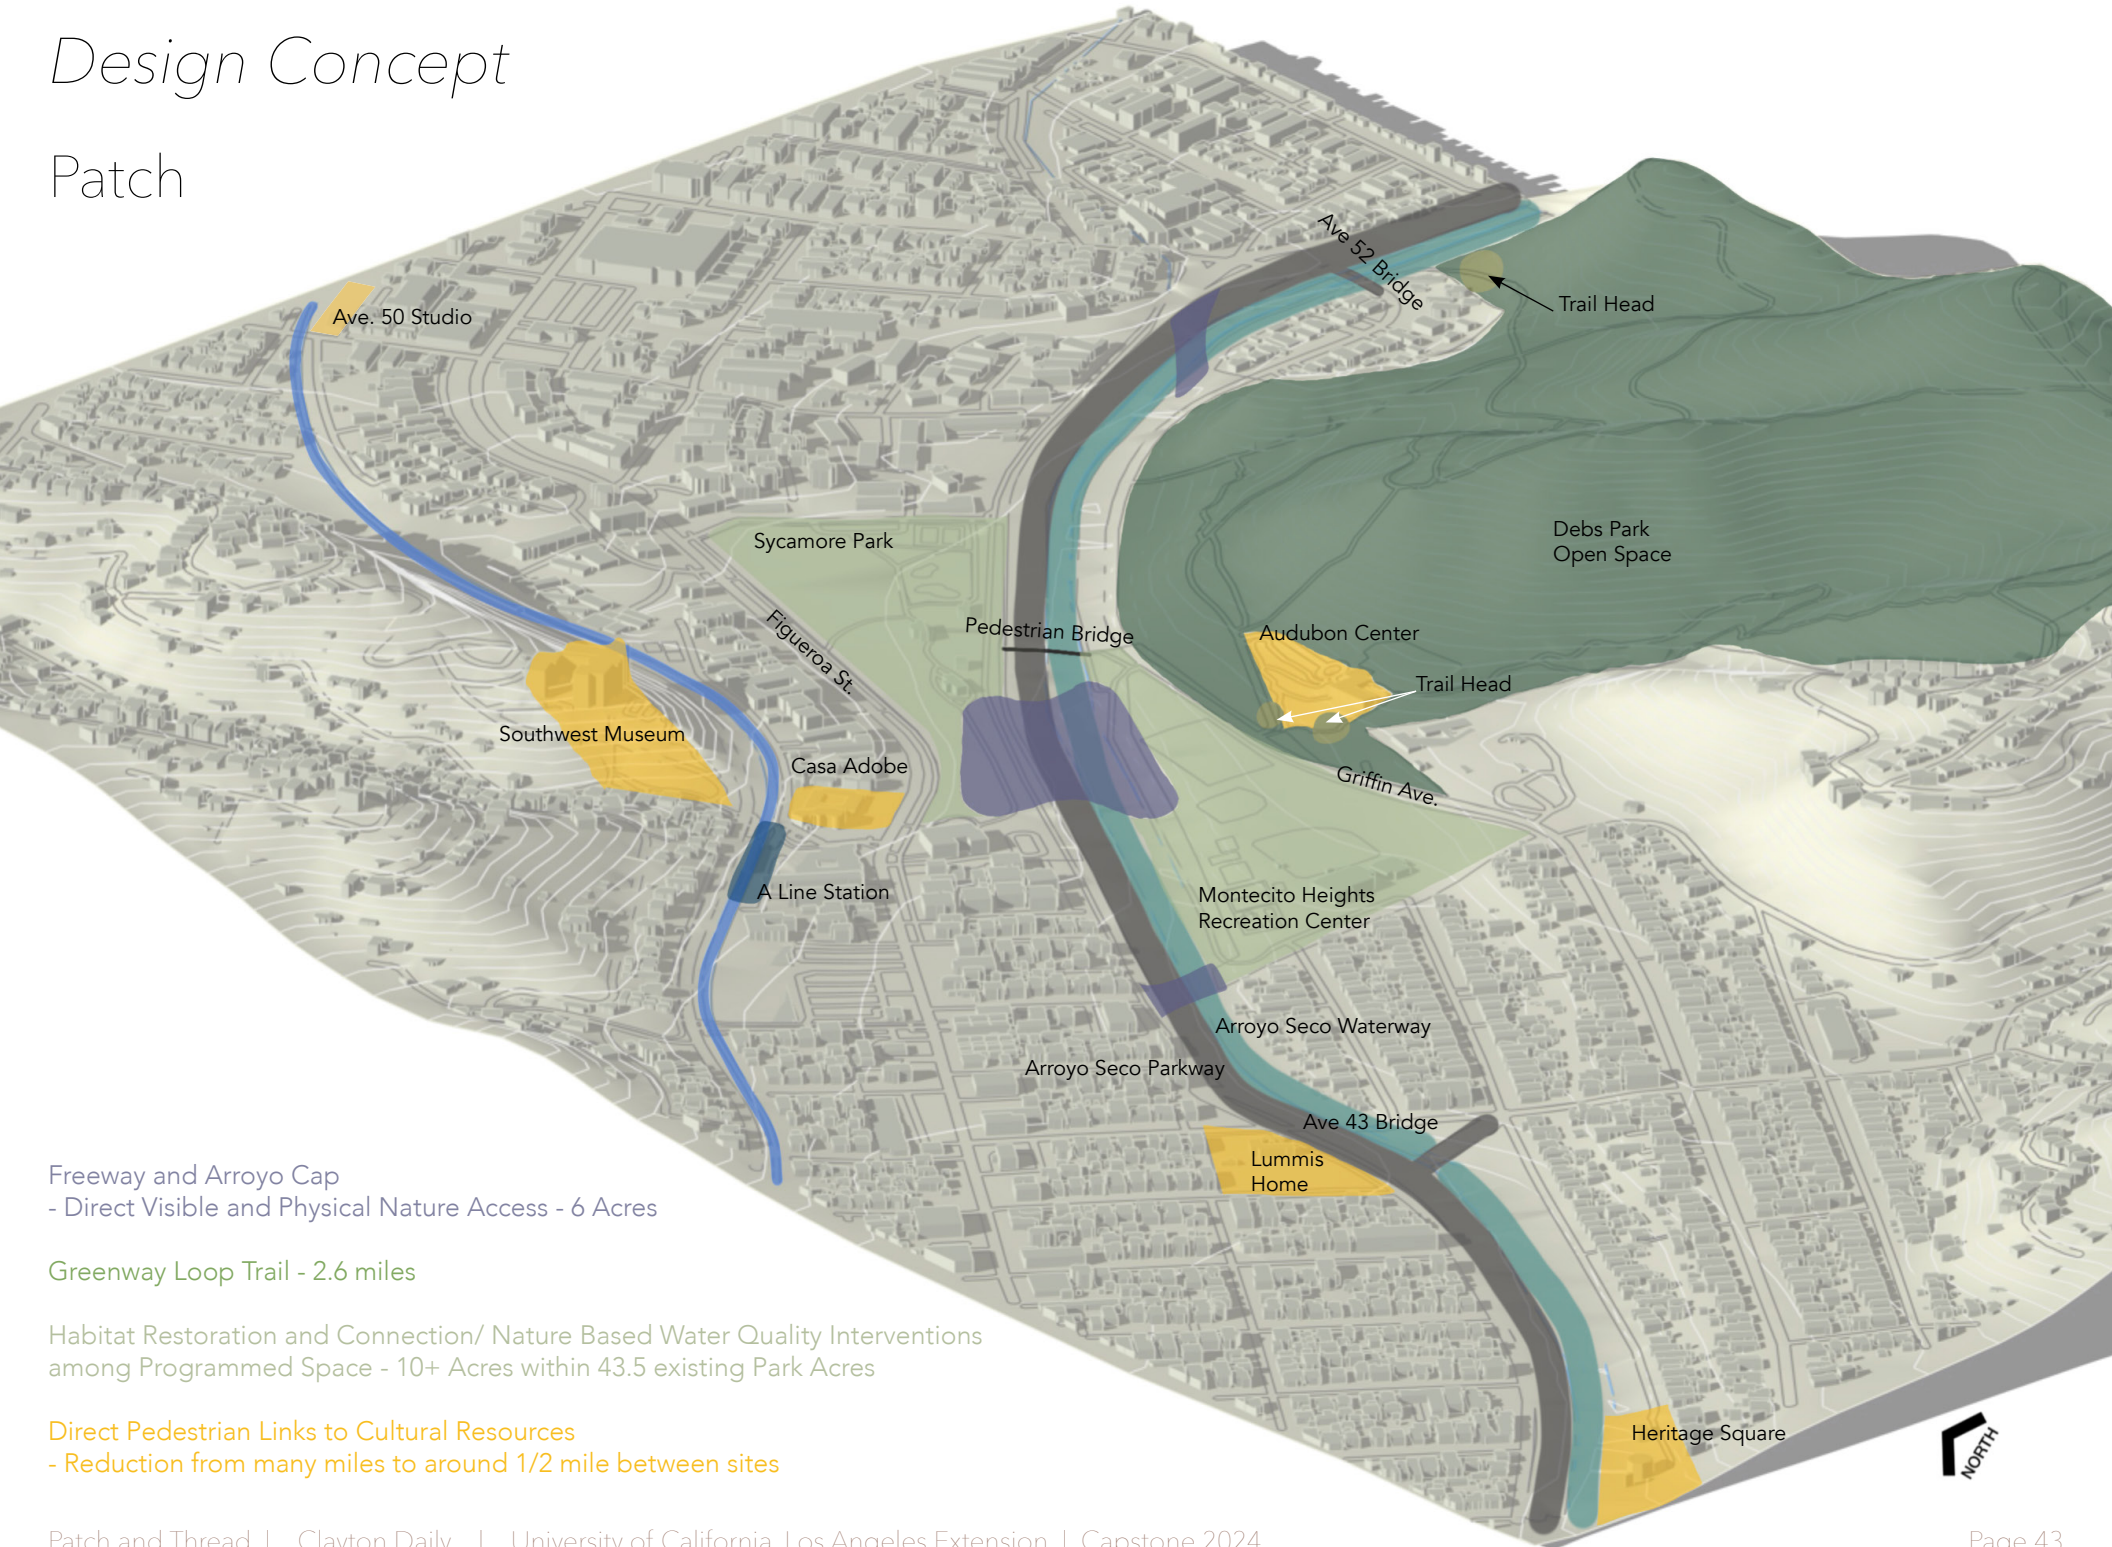 Design Concept
Patch
Ave 52 Bridge
Trail Head
Ave. 50 Studio
Debs Park
Open Space
Sycamore Park
Figueroa St.
Pedestrian Bridge
Audubon Center
Trail Head
Southwest Museum
Casa Adobe
Griffin Ave.
A Line Station
Montecito Heights
Recreation Center
Arroyo Seco Waterway
Arroyo Seco Parkway
Ave 43 Bridge
Lummis
Home
Freeway and Arroyo Cap
- Direct Visible and Physical Nature Access - 6 Acres
Greenway Loop Trail - 2.6 miles
Habitat Restoration and Connection/ Nature Based Water Quality Interventions
among Programmed Space - 10+ Acres within 43.5 existing Park Acres
Direct Pedestrian Links to Cultural Resources
- Reduction from many miles to around 1/2 mile between sites
Heritage Square
NORTH
Patch and Thread | Clayton Daily | University of California, Los Angeles Extension | Capstone 2024
Page 43